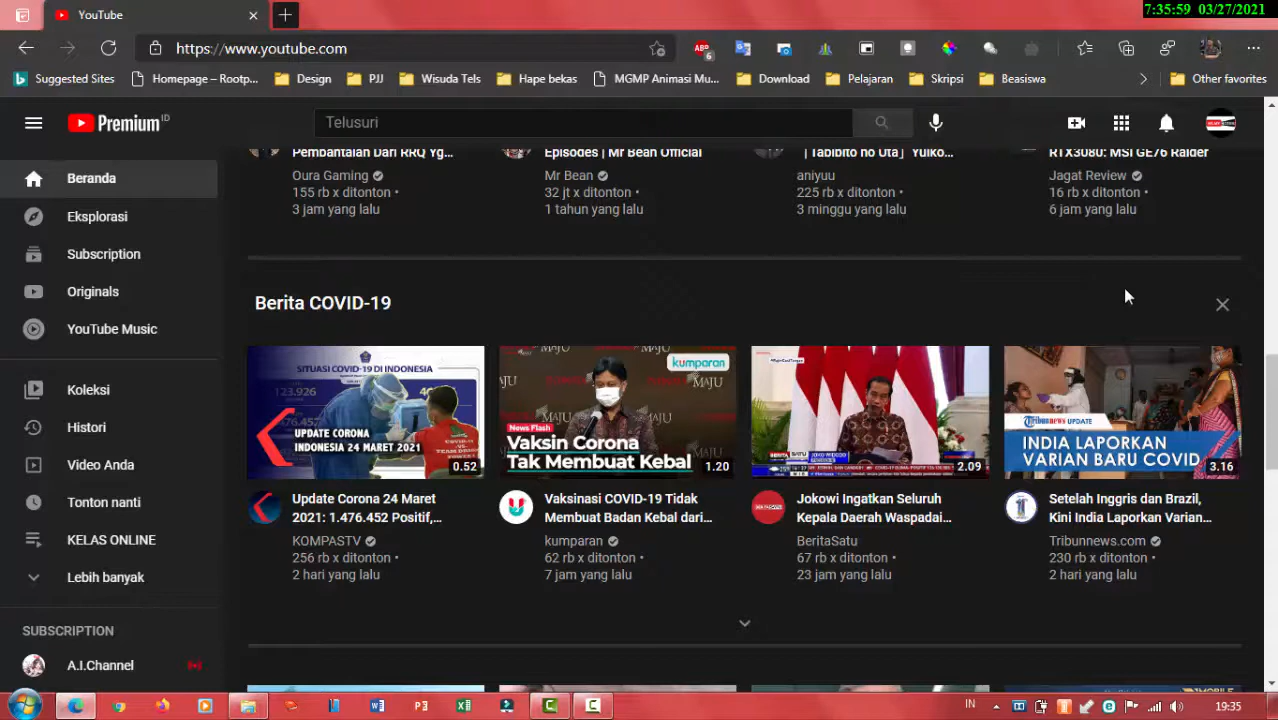 7:35:59 03/27/2021
YouTube
https://www.youtube.com
ABP
6
Suggested Sites
Homepage – Rootp...
Design
PJJ
Wisuda Tels
Hape bekas
MGMP Animasi Mu...
Download
Pelajaran
Skripsi
Beasiswa
Other favorites
Premium ID
Telusuri
Beranda
Eksplorasi
Subscription
Originals
YouTube Music
Koleksi
Histori
Video Anda
Tonton nanti
KELAS ONLINE
Lebih banyak
SUBSCRIPTION
A.I.Channel
Pembantaian Dari RRQ Yg...
Oura Gaming
155 rb x ditonton •
3 jam yang lalu
Episodes | Mr Bean Official
Mr Bean
32 jt x ditonton •
1 tahun yang lalu
「Tabibito no Uta」Yuiko...
aniyuu
225 rb x ditonton •
3 minggu yang lalu
RTX3080: MSI GE76 Raider
Jagat Review
16 rb x ditonton •
6 jam yang lalu
Berita COVID-19
SITUASI COVID-19 DI INDONESIA
123.926
UPDATE CORONA
INDONESIA 24 MARET 2021
0.52
Update Corona 24 Maret
2021: 1.476.452 Positif,...
KOMPASTV
256 rb x ditonton •
2 hari yang lalu
MAJU
kumparan
MAJU
News Flash
Vaksin Corona
Tak Membuat Kebal
1.20
Vaksinasi COVID-19 Tidak
Membuat Badan Kebal dari...
kumparan
62 rb x ditonton •
7 jam yang lalu
JOKO WIDODO
2.09
Jokowi Ingatkan Seluruh
Kepala Daerah Waspadai...
BeritaSatu
67 rb x ditonton •
23 jam yang lalu
Tribunnews UPDATE
INDIA LAPORKAN
VARIAN BARU COVID
3.16
Setelah Inggris dan Brazil,
Kini India Laporkan Varian...
Tribunnews.com
230 rb x ditonton •
2 hari yang lalu
IN
19:35